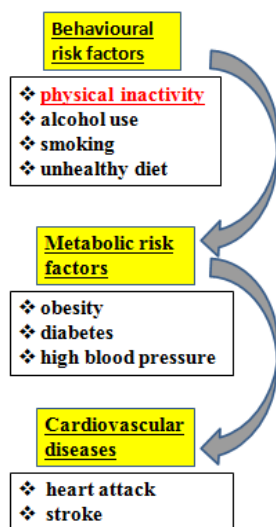 Behavioural
risk factors
❖ physical inactivity
❖ alcohol use
❖ smoking
❖ unhealthy diet
Metabolic risk
factors
❖ obesity
❖ diabetes
❖ high blood pressure
Cardiovascular
diseases
❖ heart attack
❖ stroke